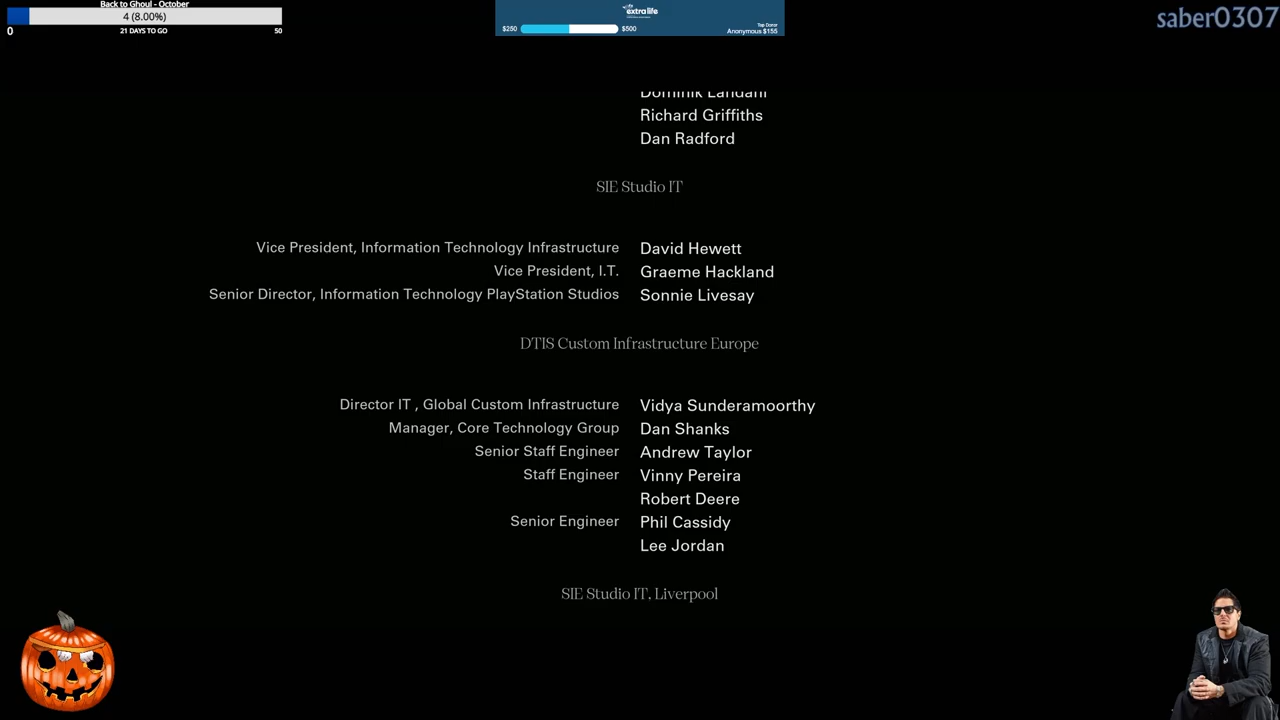 Back to Ghoul - October
4 (8.00%)
0 21 DAYS TO GO 50
extra life
$250 $500
Top Donor
Anonymous $155
saber0307
Dominik Landahl
Richard Griffiths
Dan Radford
SIE Studio IT
Vice President, Information Technology Infrastructure David Hewett
Vice President, I.T. Graeme Hackland
Senior Director, Information Technology PlayStation Studios Sonnie Livesay
DTIS Custom Infrastructure Europe
Director IT , Global Custom Infrastructure Vidya Sunderamoorthy
Manager, Core Technology Group Dan Shanks
Senior Staff Engineer Andrew Taylor
Staff Engineer Vinny Pereira
Robert Deere
Senior Engineer Phil Cassidy
Lee Jordan
SIE Studio IT, Liverpool